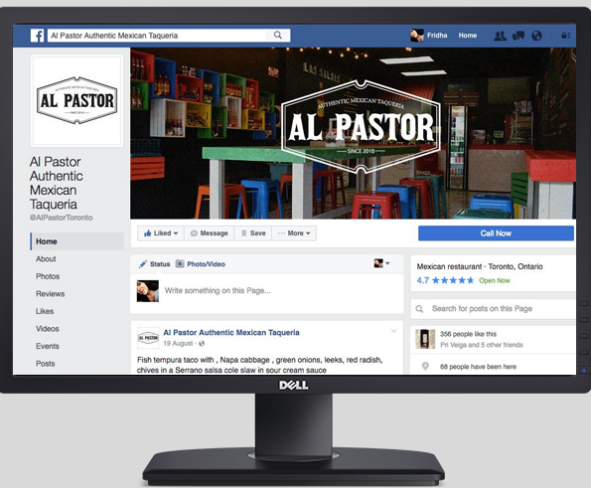 Al Pastor Authentic Mexican Taqueria
Fridha Home
AL PASTOR
SINCE 2010
Al Pastor
Authentic
Mexican
Taqueria
@AlPastorToronto
AUTHENTIC MEXICAN TAQUERIA
AL PASTOR
SINCE 2010
Liked
Message
Save
More
Call Now
Home
About
Photos
Reviews
Likes
Videos
Events
Posts
Status Photo/Video
Write something on this Page...
Al Pastor Authentic Mexican Taqueria
19 August
Fish tempura taco with , Napa cabbage , green onions, leeks, red radish,
chives in a Serrano salsa cole slaw in sour cream sauce
Mexican restaurant · Toronto, Ontario
4.7 ★★★★★ Open Now
Search for posts on this Page
356 people like this
Pri Veiga and 5 other friends
68 people have been here
DELL